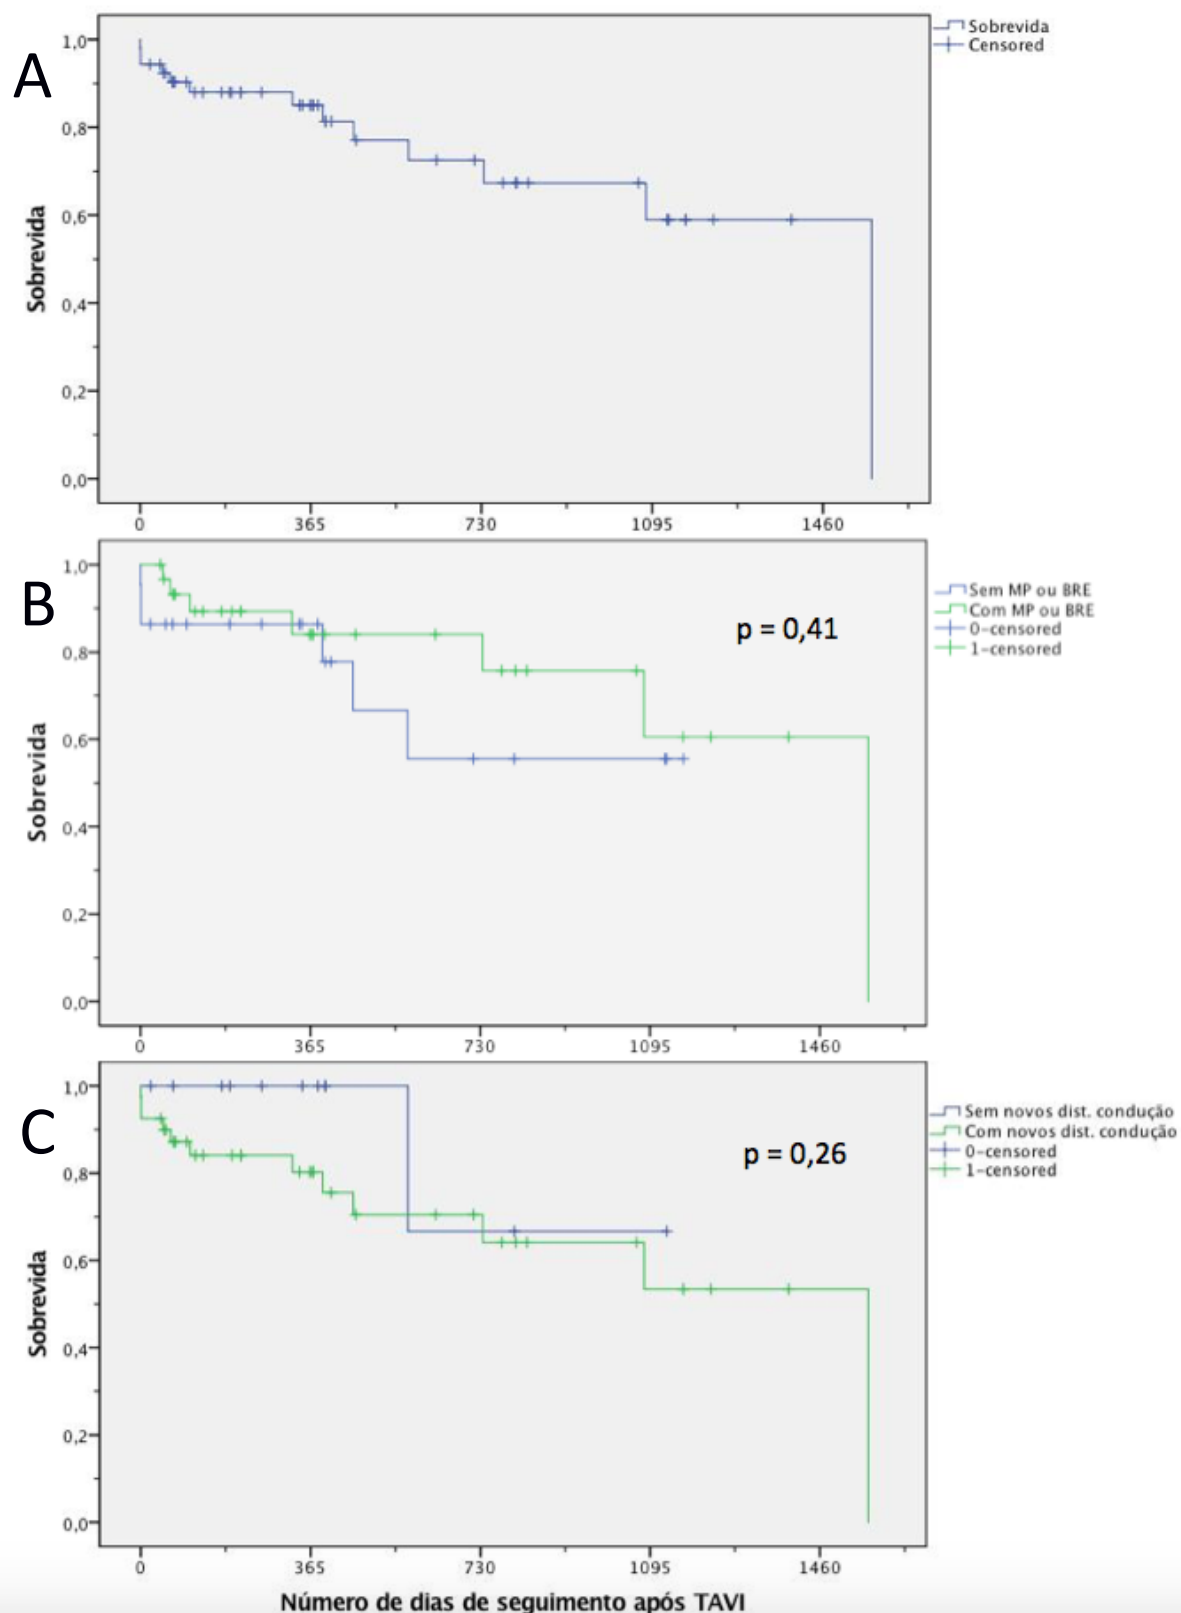 A
Sobrevida
Censored
1,0
0,8
0,6
0,4
0,2
0,0
Sobrevida
0 365 730 1095 1460
B
Sem MP ou BRE
Com MP ou BRE
0-censored
1-censored
p = 0,41
1,0
0,8
0,6
0,4
0,2
0,0
Sobrevida
0 365 730 1095 1460
C
Sem novos dist. condução
Com novos dist. condução
0-censored
1-censored
p = 0,26
1,0
0,8
0,6
0,4
0,2
0,0
Sobrevida
0 365 730 1095 1460
Número de dias de seguimento após TAVI